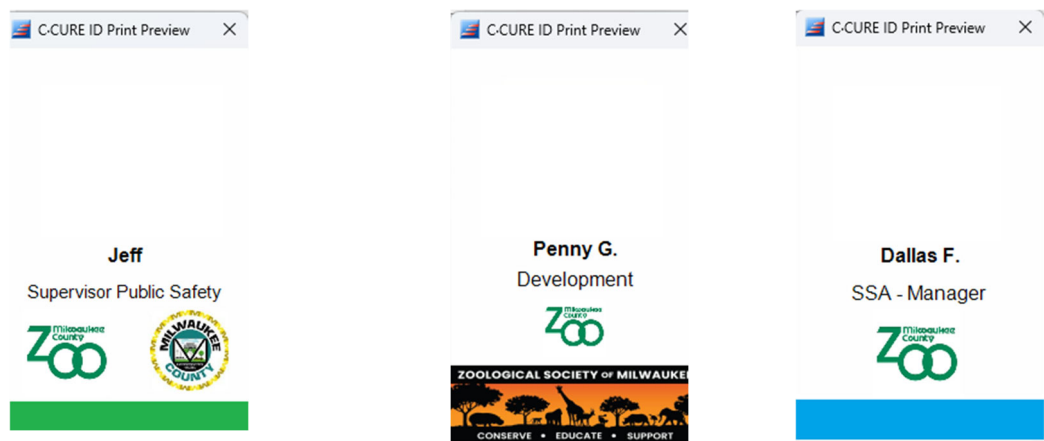 C•CURE ID Print Preview
Jeff
Supervisor Public Safety
Milwaukee
County
Zoo
MILWAUKEE
COUNTY
C•CURE ID Print Preview
Penny G.
Development
Milwaukee
County
Zoo
ZOOLOGICAL SOCIETY OF MILWAUKE
CONSERVE • EDUCATE • SUPPORT
C•CURE ID Print Preview
Dallas F.
SSA - Manager
Milwaukee
County
Zoo